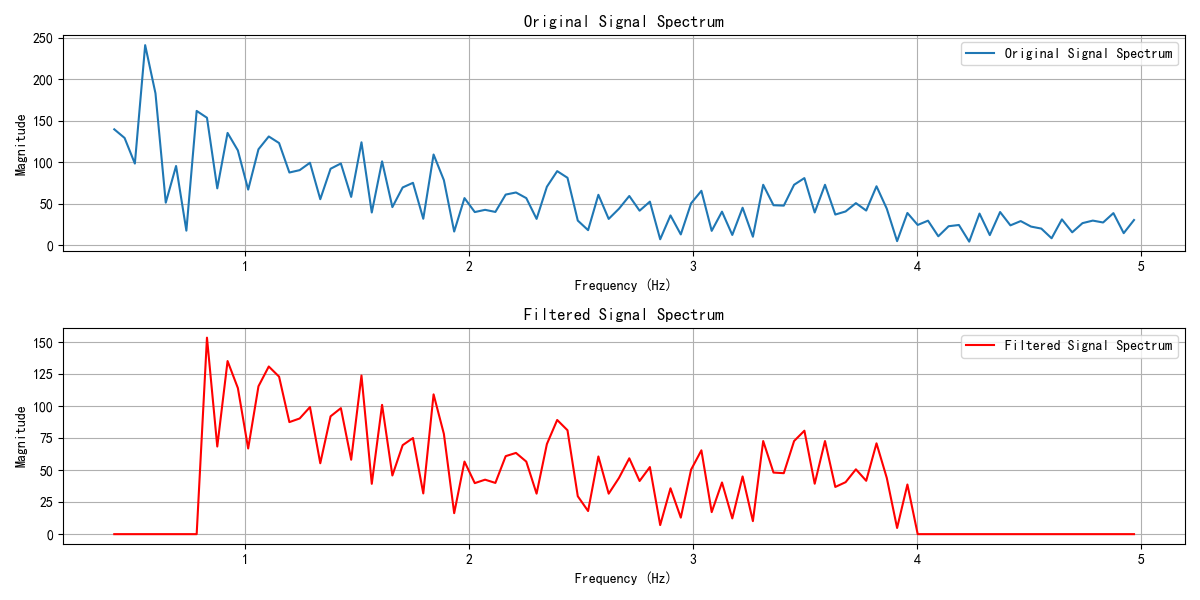 Original Signal Spectrum
Original Signal Spectrum
Magnitude
250
200
150
100
50
0
1
2
3
4
5
Frequency (Hz)
Filtered Signal Spectrum
Filtered Signal Spectrum
Magnitude
150
125
100
75
50
25
0
1
2
3
4
5
Frequency (Hz)